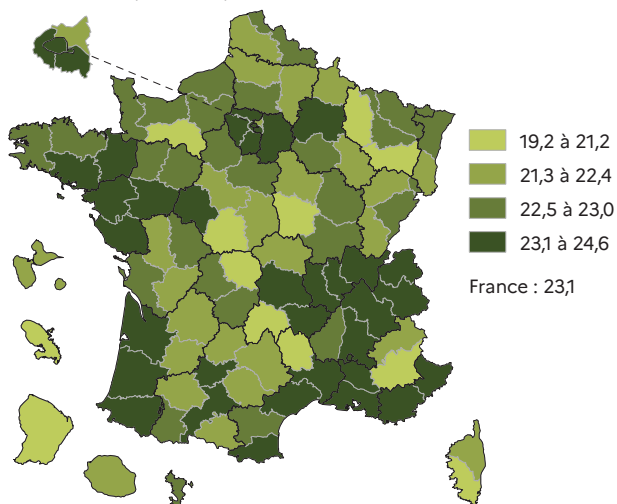 19,2 à 21,2
21,3 à 22,4
22,5 à 23,0
23,1 à 24,6
France : 23,1